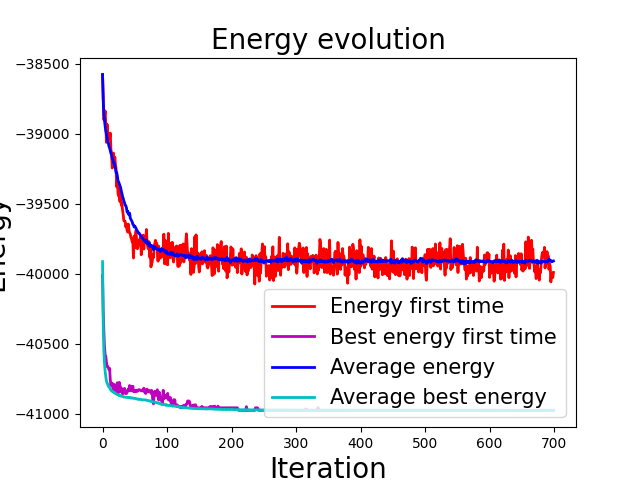 Energy evolution
Energy
−38500
−39000
−39500
−40000
−40500
−41000
0 100 200 300 400 500 600 700
Iteration
Energy first time
Best energy first time
Average energy
Average best energy